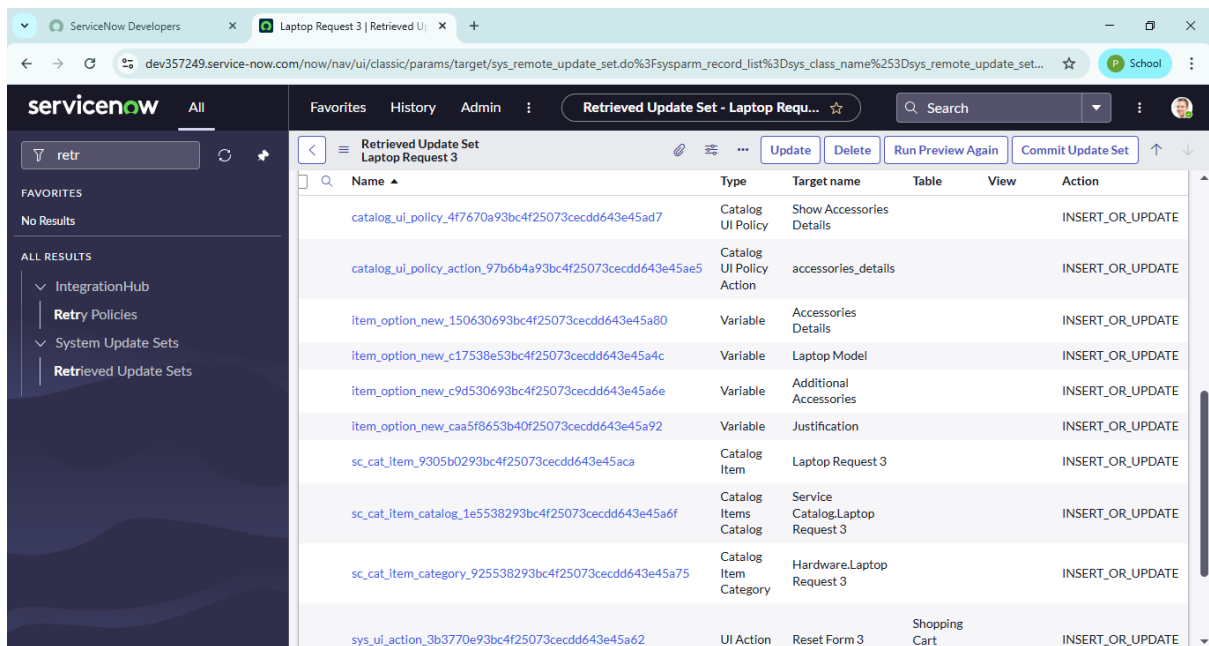 ServiceNow Developers
Laptop Request 3 | Retrieved Up
dev357249.service-now.com/now/nav/ui/classic/params/target/sys_remote_update_set.do%3Fsysparm_record_list%3Dsys_class_name%253Dsys_remote_update_set...
P School
servicenow All Favorites History Admin Retrieved Update Set - Laptop Requ... Search
retr
Retrieved Update Set
Laptop Request 3
Update Delete Run Preview Again Commit Update Set
FAVORITES
No Results
ALL RESULTS
IntegrationHub
Retry Policies
System Update Sets
Retrieved Update Sets
Name Type Target name Table View Action
catalog_ui_policy_4f7670a93bc4f25073cecdd643e45ad7 Catalog UI Policy Show Accessories Details INSERT_OR_UPDATE
catalog_ui_policy_action_97b6b4a93bc4f25073cecdd643e45ae5 Catalog UI Policy Action accessories_details INSERT_OR_UPDATE
item_option_new_150630693bc4f25073cecdd643e45a80 Variable Accessories Details INSERT_OR_UPDATE
item_option_new_c17538e53bc4f25073cecdd643e45a4c Variable Laptop Model INSERT_OR_UPDATE
item_option_new_c9d530693bc4f25073cecdd643e45a6e Variable Additional Accessories INSERT_OR_UPDATE
item_option_new_caa5f8653b40f25073cecdd643e45a92 Variable Justification INSERT_OR_UPDATE
sc_cat_item_9305b0293bc4f25073cecdd643e45aca Catalog Item Laptop Request 3 INSERT_OR_UPDATE
sc_cat_item_catalog_1e5538293bc4f25073cecdd643e45a6f Catalog Items Catalog Service Catalog.Laptop Request 3 INSERT_OR_UPDATE
sc_cat_item_category_925538293bc4f25073cecdd643e45a75 Catalog Item Category Hardware.Laptop Request 3 INSERT_OR_UPDATE
sys_ui_action_3b3770e93bc4f25073cecdd643e45a62 UI Action Reset Form 3 Shopping Cart INSERT_OR_UPDATE